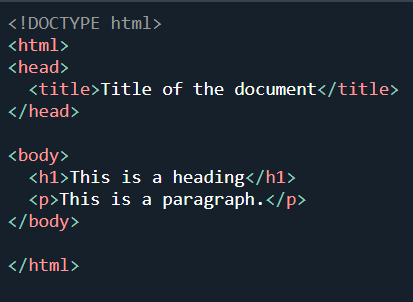 <!DOCTYPE html>
<html>
<head>
  <title>Title of the document</title>
</head>

<body>
  <h1>This is a heading</h1>
  <p>This is a paragraph.</p>
</body>

</html>